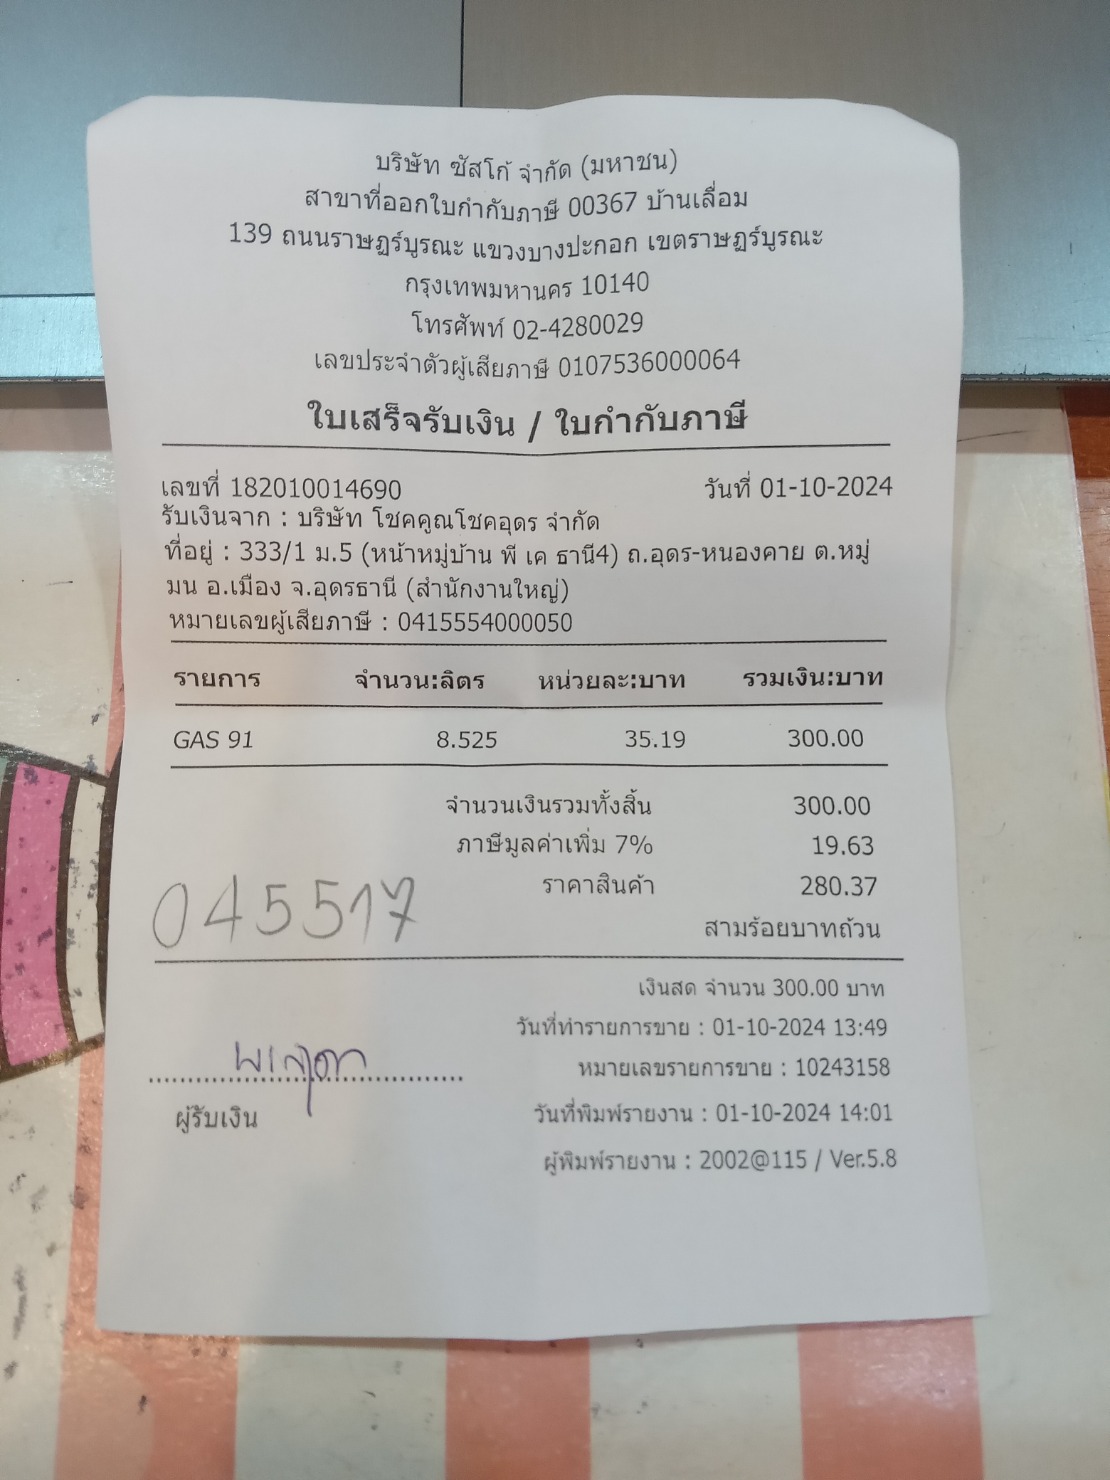 บริษัท ซัสโก้ จำกัด (มหาชน)
สาขาที่ออกใบกำกับภาษี 00367 บ้านเลื่อม
139 ถนนราษฎร์บูรณะ แขวงบางปะกอก เขตราษฎร์บูรณะ
กรุงเทพมหานคร 10140
โทรศัพท์ 02-4280029
เลขประจำตัวผู้เสียภาษี 0107536000064
ใบเสร็จรับเงิน / ใบกำกับภาษี
เลขที่ 182010014690 วันที่ 01-10-2024
รับเงินจาก : บริษัท โชคคูณโชคอุดร จำกัด
ที่อยู่ : 333/1 ม.5 (หน้าหมู่บ้าน พี เค ธานี4) ถ.อุดร-หนองคาย ต.หมู่
มน อ.เมือง จ.อุดรธานี (สำนักงานใหญ่)
หมายเลขผู้เสียภาษี : 0415554000050
รายการ จำนวน:ลิตร หน่วยละ:บาท รวมเงิน:บาท
GAS 91 8.525 35.19 300.00
จำนวนเงินรวมทั้งสิ้น 300.00
ภาษีมูลค่าเพิ่ม 7% 19.63
ราคาสินค้า 280.37
045517
สามร้อยบาทถ้วน
เงินสด จำนวน 300.00 บาท
วันที่ทำรายการขาย : 01-10-2024 13:49
หมายเลขรายการขาย : 10243158
ผู้รับเงิน
วันที่พิมพ์รายงาน : 01-10-2024 14:01
ผู้พิมพ์รายงาน : 2002@115 / Ver.5.8